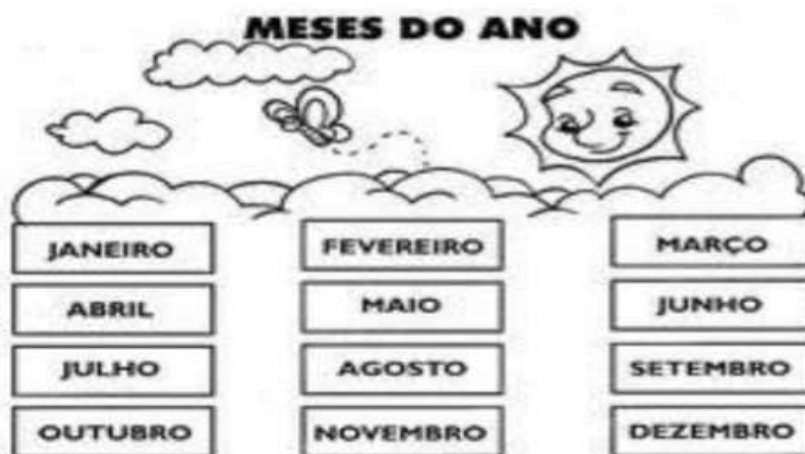 MESES DO ANO
JANEIRO FEVEREIRO MARÇO
ABRIL MAIO JUNHO
JULHO AGOSTO SETEMBRO
OUTUBRO NOVEMBRO DEZEMBRO